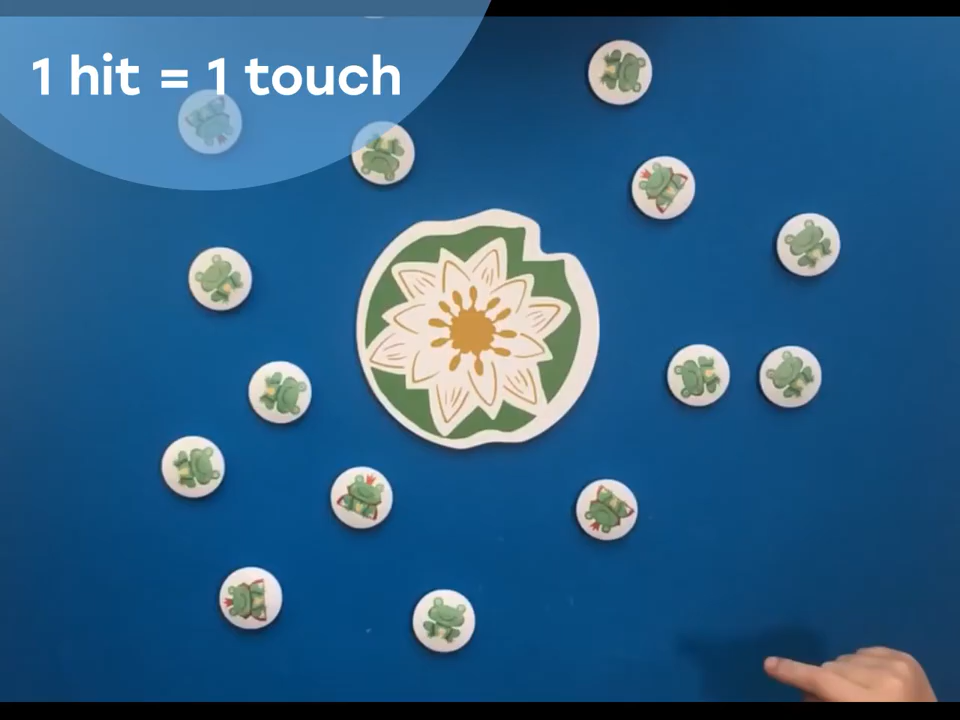 1 hit = 1 touch